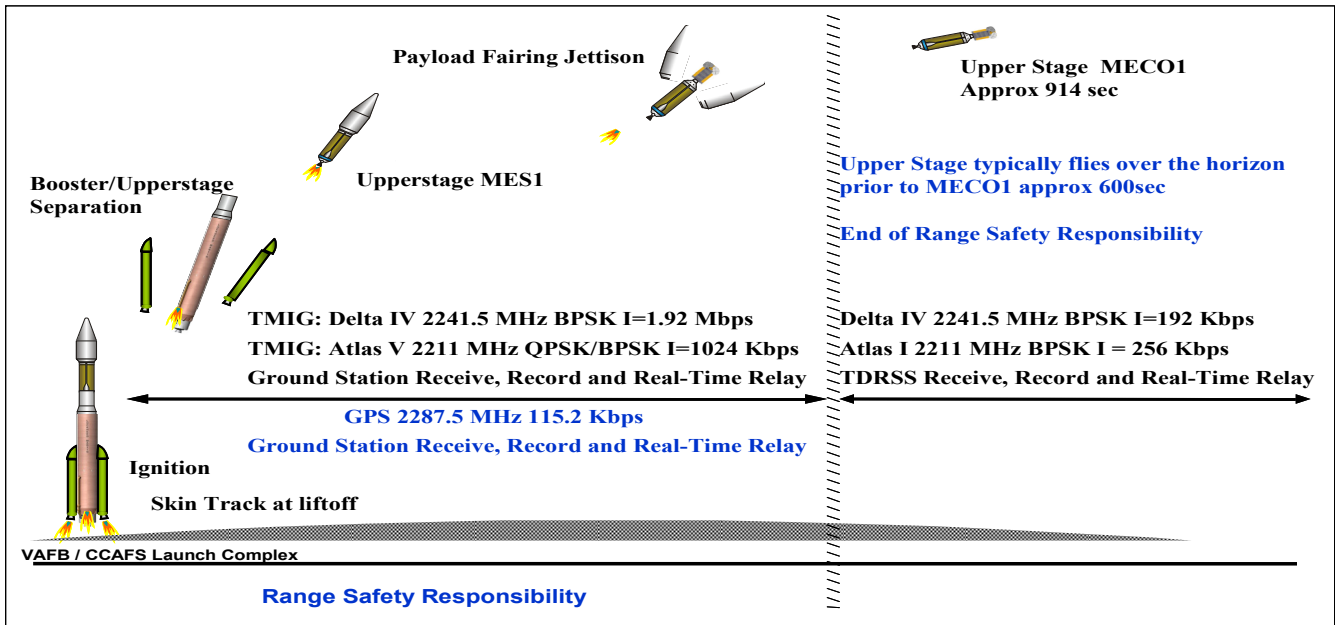 Payload Fairing Jettison
Upper Stage  MECO1
Approx 914 sec
Upper Stage typically flies over the horizon
prior to MECO1 approx 600sec
Upperstage MES1
Booster/Upperstage
Separation
End of Range Safety Responsibility
TMIG: Delta IV 2241.5 MHz BPSK I=1.92 Mbps
TMIG: Atlas V 2211 MHz QPSK/BPSK I=1024 Kbps
Ground Station Receive, Record and Real-Time Relay
Delta IV 2241.5 MHz BPSK I=192 Kbps
Atlas I 2211 MHz BPSK I = 256 Kbps
TDRSS Receive, Record and Real-Time Relay
GPS 2287.5 MHz 115.2 Kbps
Ground Station Receive, Record and Real-Time Relay
Ignition
Skin Track at liftoff
VAFB / CCAFS Launch Complex
Range Safety Responsibility